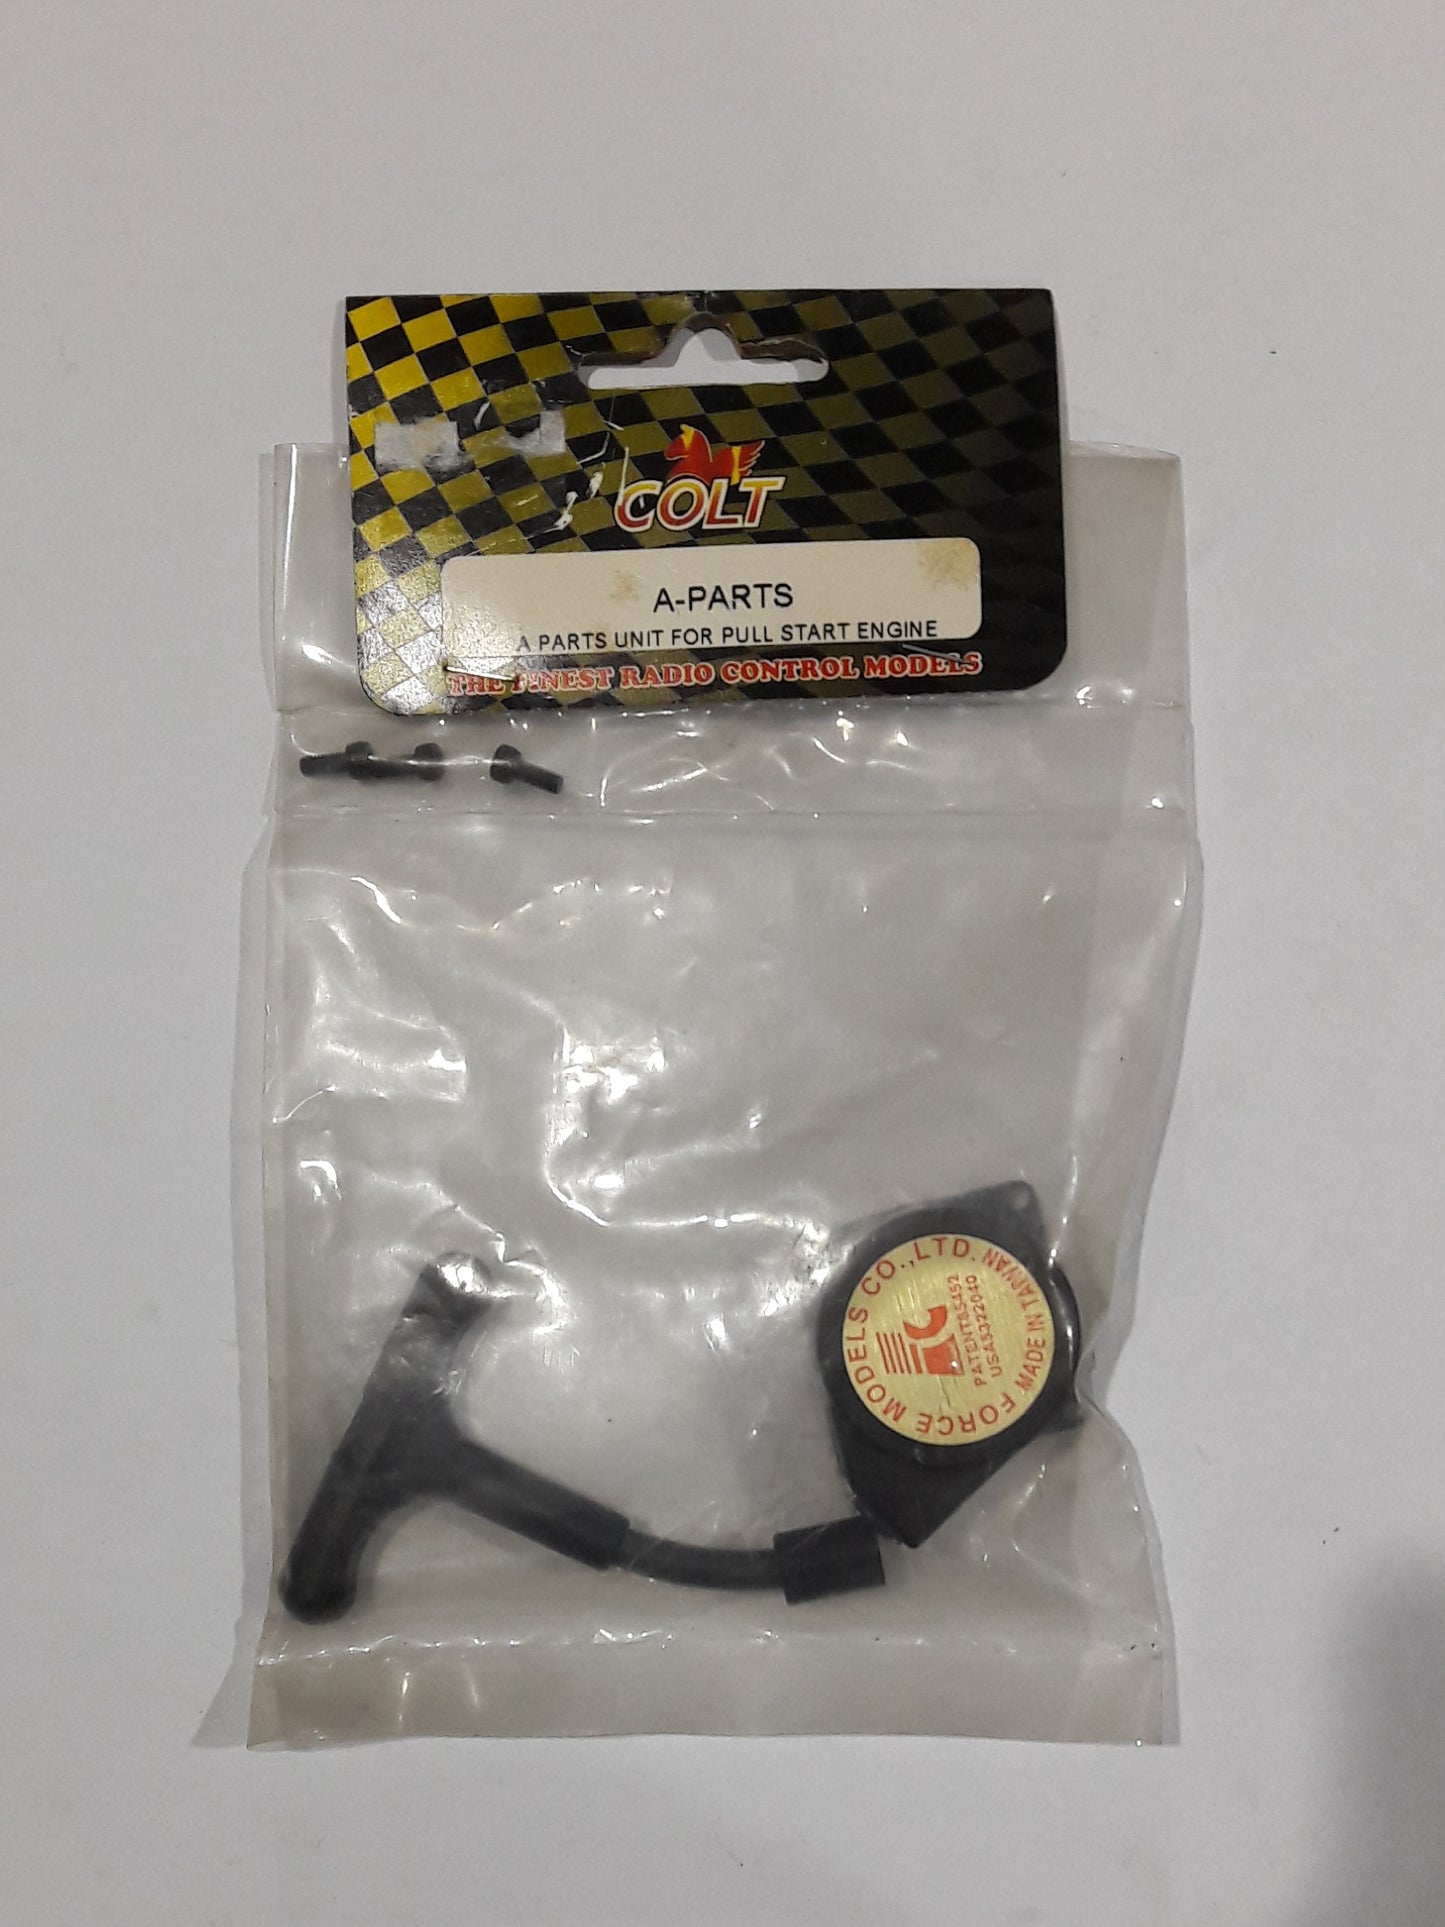 COLT
A-PARTS
A PARTS UNIT FOR PULL START ENGINE
THE FINEST RADIO CONTROL MODELS
FORCE MODELS CO.,LTD.
MADE IN TAIWAN
PATENT85452
USA5322040